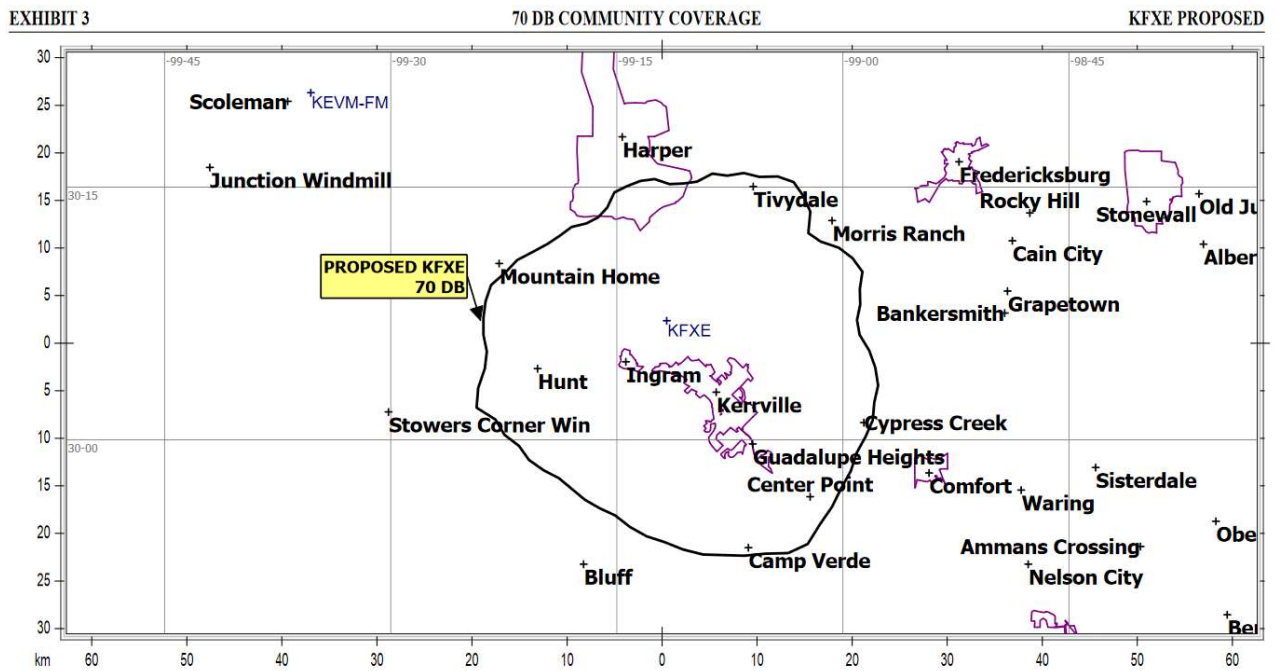 EXHIBIT 3 70 DB COMMUNITY COVERAGE KFXE PROPOSED
30 -99-45 -99-30 -99-15 -99-00 -98-45
Scoleman KEVM-FM
25
Harper
20
Junction Windmill Fredericksburg
30-15 Tivydale Rocky Hill
15 Stonewall Old Ju
Morris Ranch
10 Cain City Alber
PROPOSED KFXE Mountain Home
70 DB
5 Grapetown
Bankersmith
KFXE
0
Ingram
Hunt
5 Kerrville
Stowers Corner Win Cypress Creek
10
30-00 Guadalupe Heights
Center Point Comfort Sisterdale
15 Waring
20 Obe
Ammans Crossing
Camp Verde
Bluff Nelson City
25
30 Ber
km 60 50 40 30 20 10 0 10 20 30 40 50 60